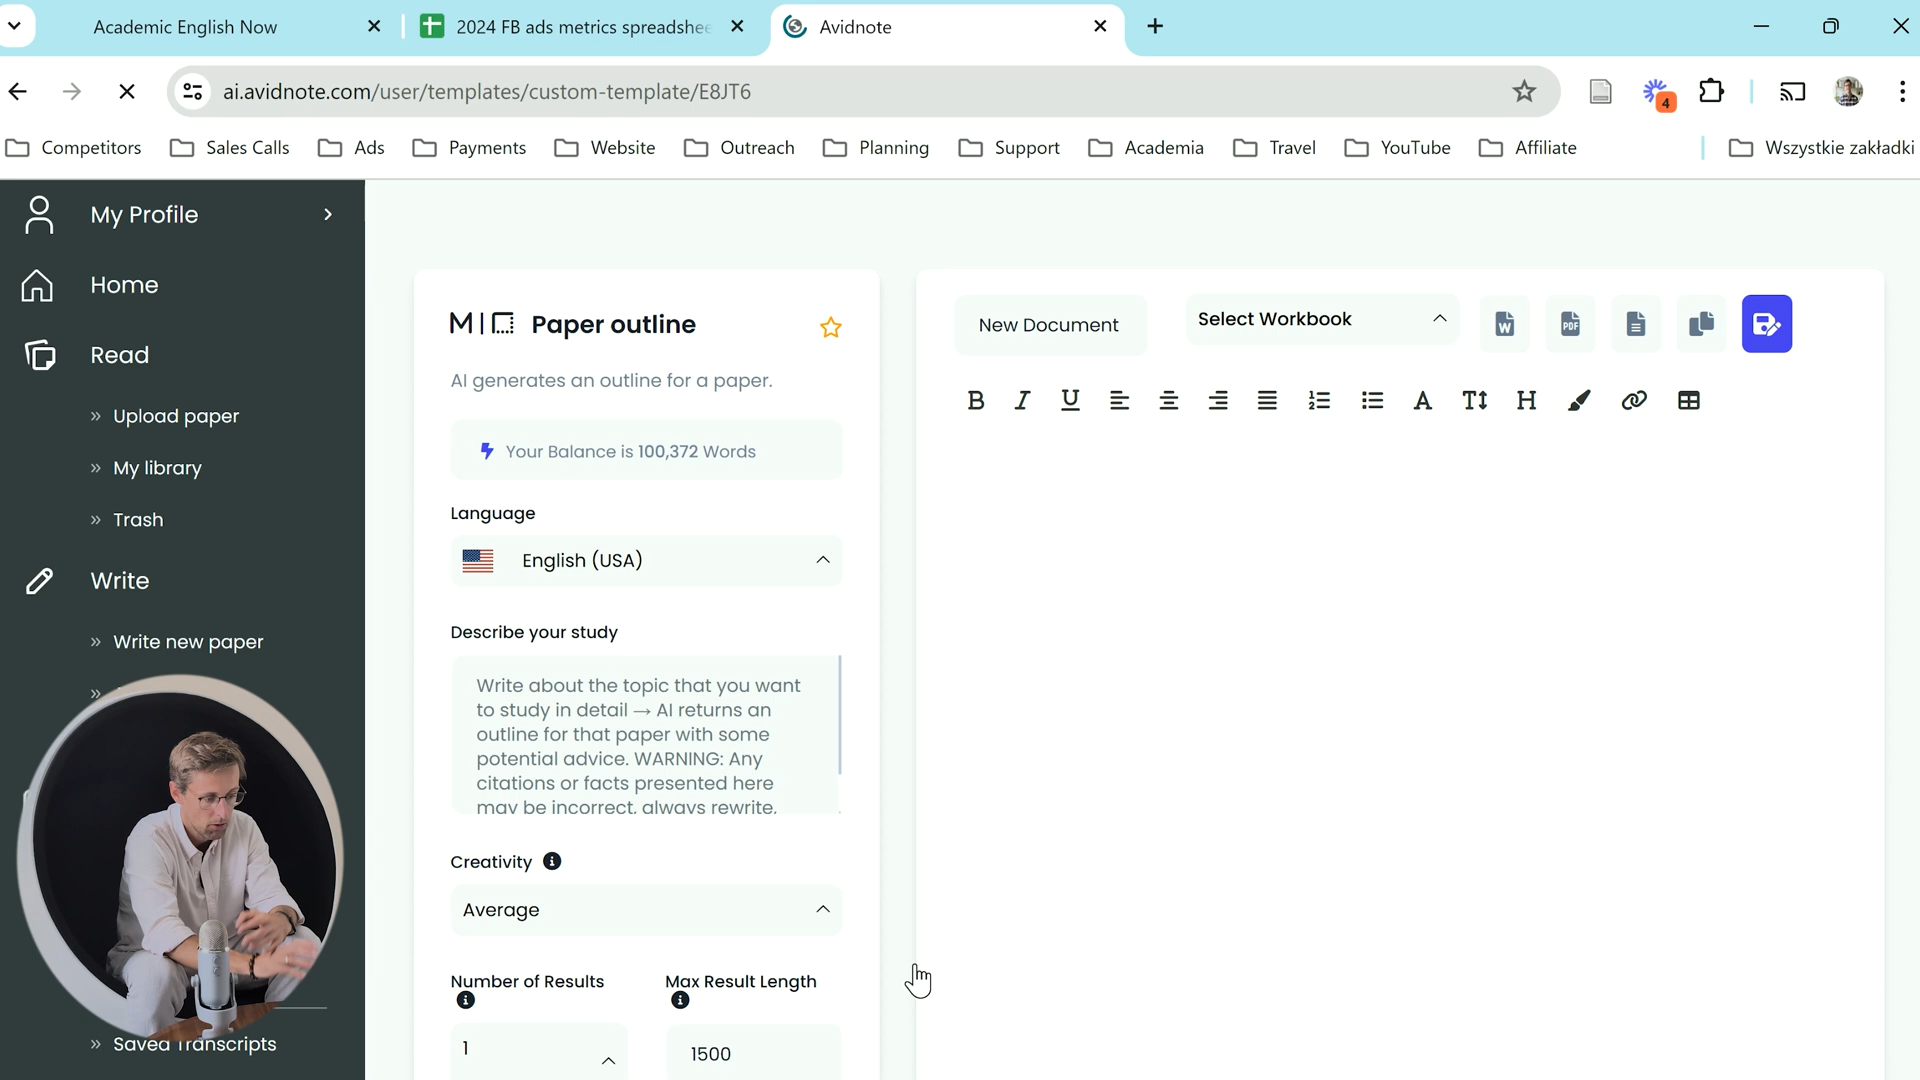 Academic English Now
2024 FB ads metrics spreadshee
Avidnote
ai.avidnote.com/user/templates/custom-template/E8JT6
4
Competitors
Sales Calls
Ads
Payments
Website
Outreach
Planning
Support
Academia
Travel
YouTube
Affiliate
Wszystkie zakładki
My Profile
Home
Read
» Upload paper
» My library
» Trash
Write
» Write new paper
»
» Saved Transcripts
M|
Paper outline
AI generates an outline for a paper.
Your Balance is 100,372 Words
Language
English (USA)
Describe your study
Write about the topic that you want
to study in detail → AI returns an
outline for that paper with some
potential advice. WARNING: Any
citations or facts presented here
may be incorrect, always rewrite.
Creativity
Average
Number of Results
Max Result Length
1
1500
New Document
Select Workbook
W
PDF
B I U A T H